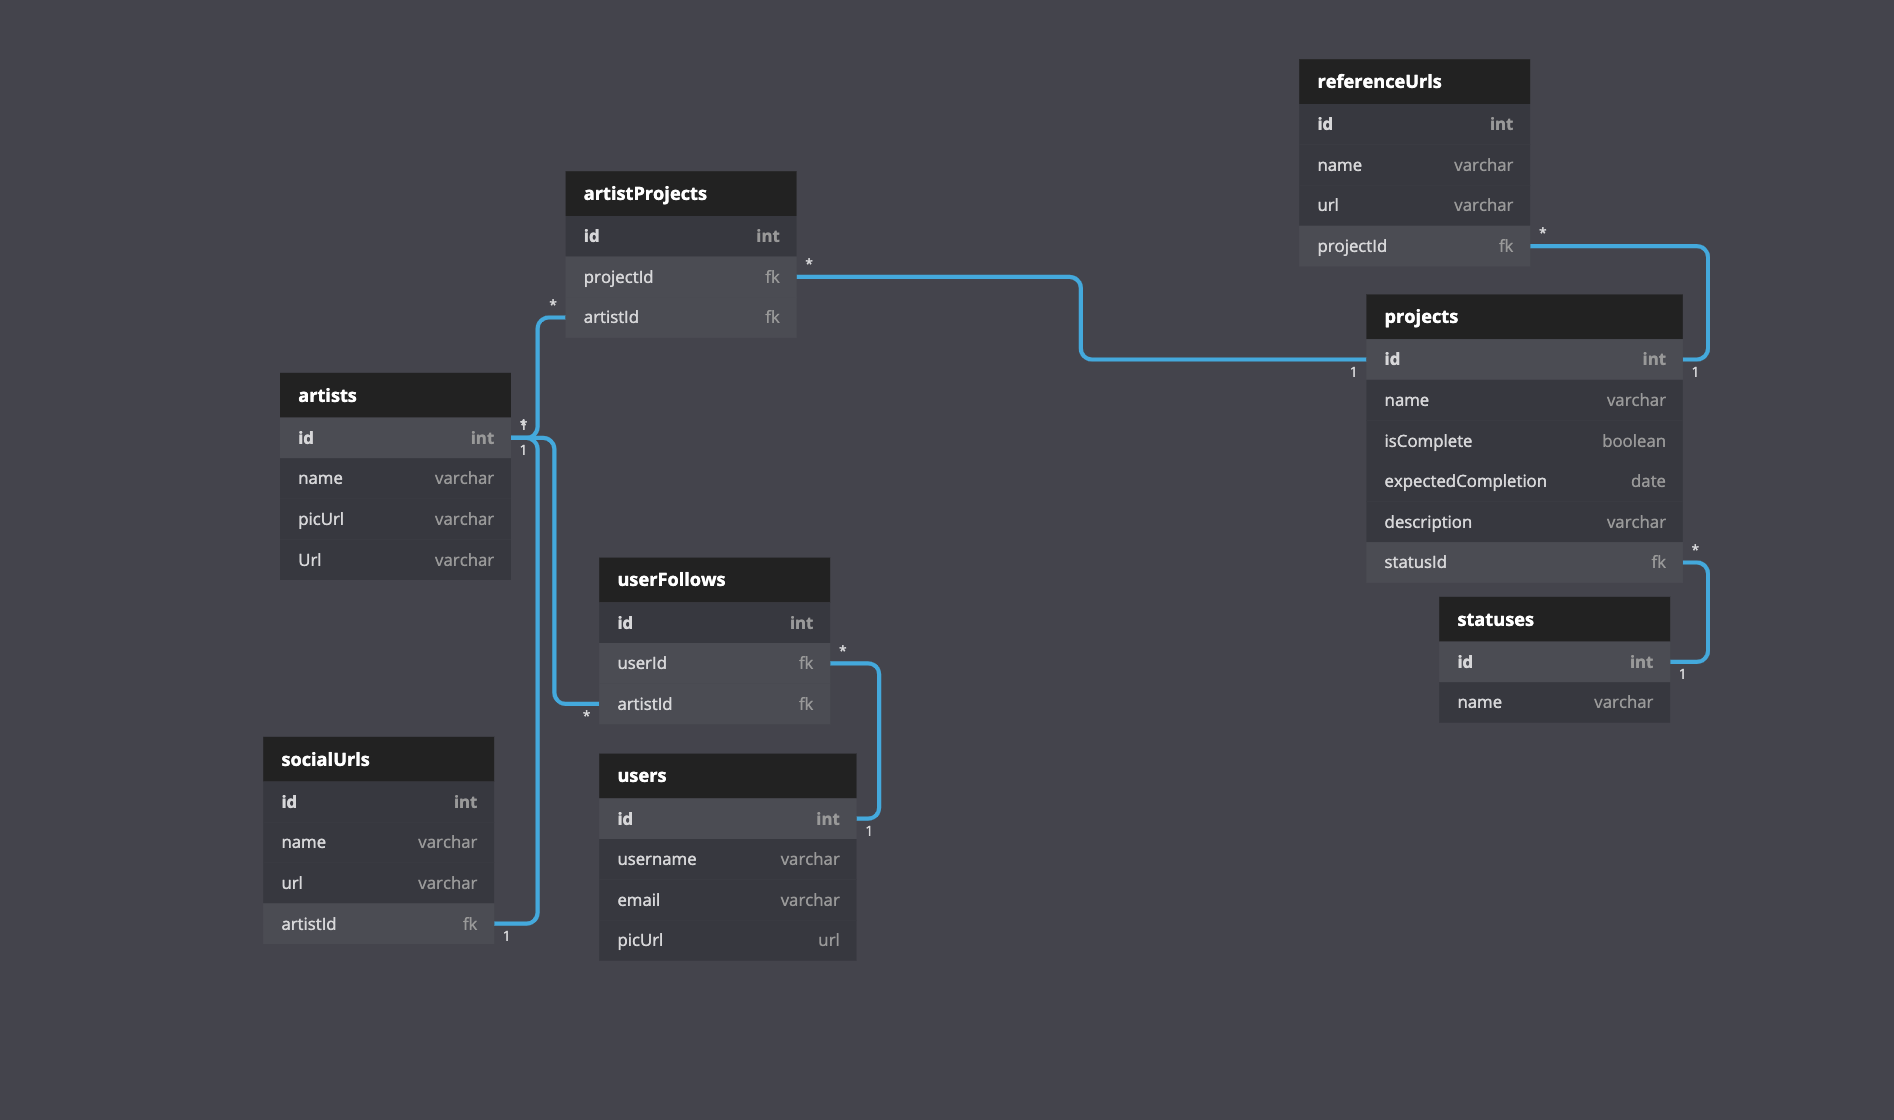 referenceUrls
id int
name varchar
url varchar
projectId fk
*
artistProjects
id int
projectId fk
*
artistId fk
*
projects
id int
1
1
name varchar
isComplete boolean
expectedCompletion date
description varchar
statusId fk
*
artists
id int
*
1
name varchar
picUrl varchar
Url varchar
userFollows
id int
userId fk
*
artistId fk
*
statuses
id int
1
name varchar
socialUrls
id int
name varchar
url varchar
artistId fk
1
users
id int
1
username varchar
email varchar
picUrl url